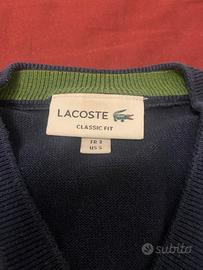 LACOSTE
CLASSIC FIT
FR 3
US S
subito